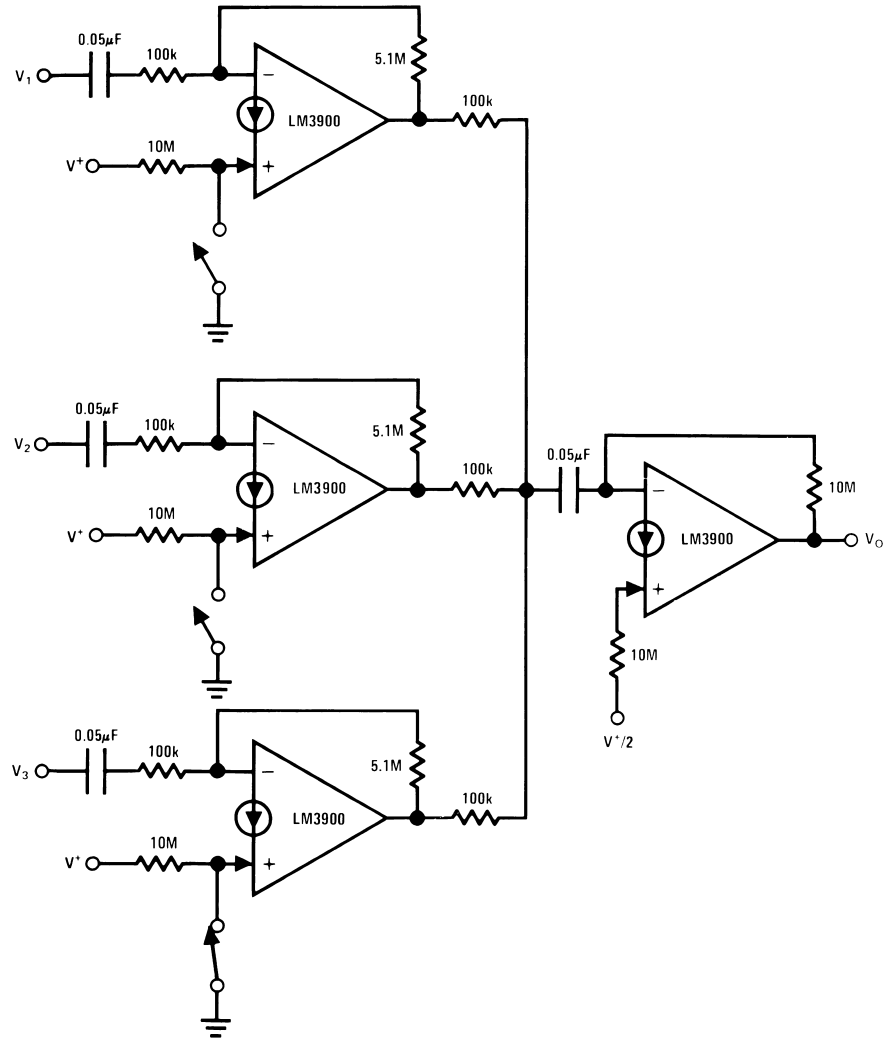 0.05μF
100k
5.1M
V1
−
LM3900
100k
10M
V+
+
0.05μF
100k
5.1M
V2
−
LM3900
100k
10M
V+
+
0.05μF
−
10M
LM3900
VO
+
10M
V+/2
0.05μF
100k
5.1M
V3
−
LM3900
100k
10M
V+
+